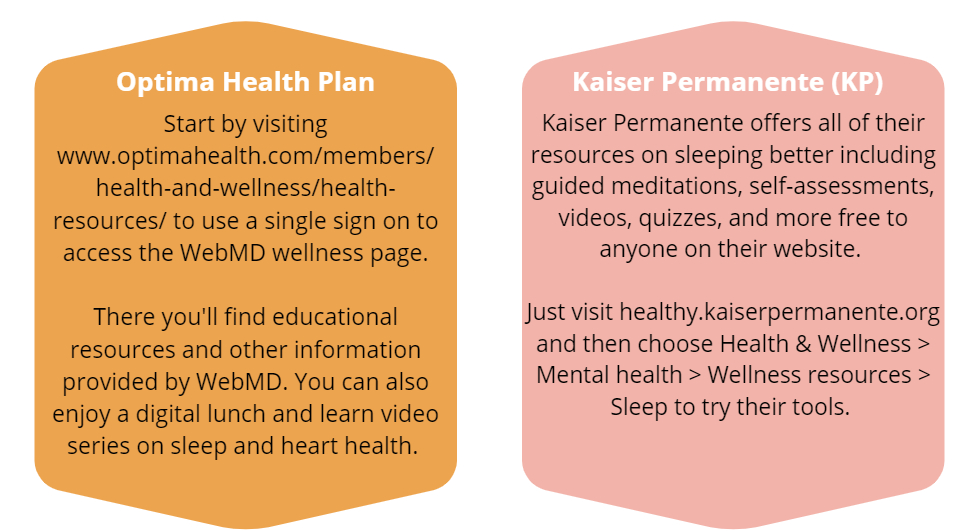 Optima Health Plan
Start by visiting
www.optimahealth.com/members/
health-and-wellness/health-
resources/ to use a single sign on to
access the WebMD wellness page.
There you'll find educational
resources and other information
provided by WebMD. You can also
enjoy a digital lunch and learn video
series on sleep and heart health.
Kaiser Permanente (KP)
Kaiser Permanente offers all of their
resources on sleeping better including
guided meditations, self-assessments,
videos, quizzes, and more free to
anyone on their website.
Just visit healthy.kaiserpermanente.org
and then choose Health & Wellness >
Mental health > Wellness resources >
Sleep to try their tools.